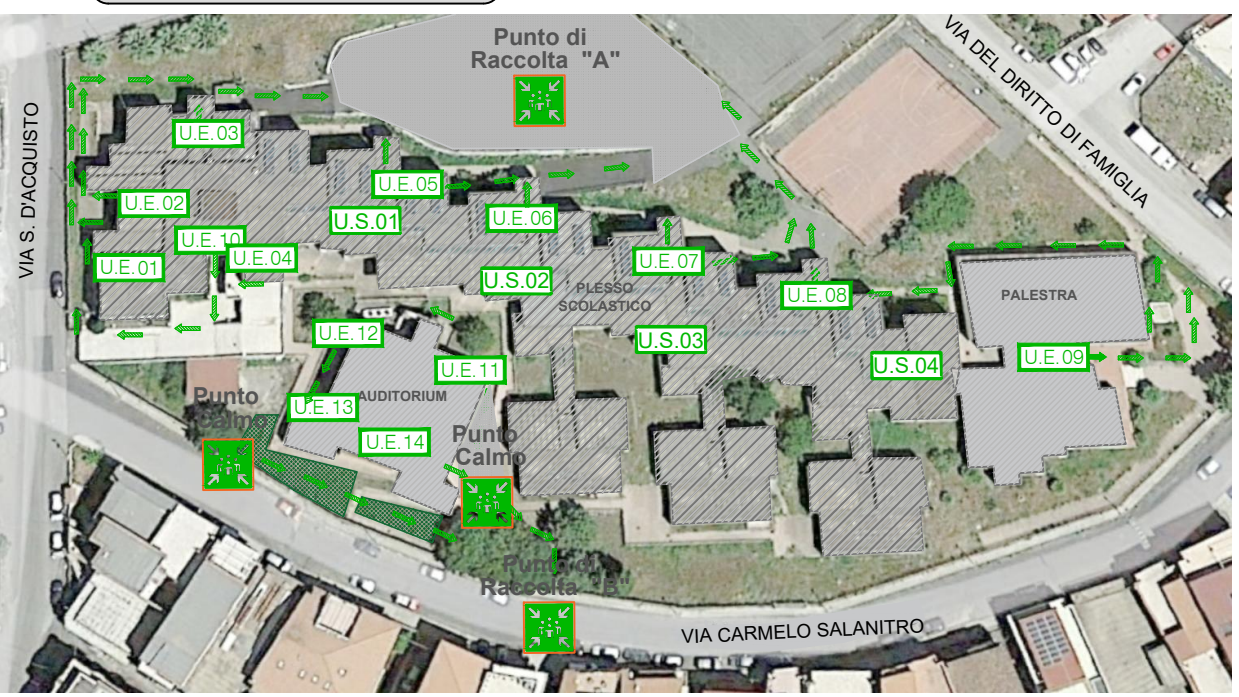 Punto di
Raccolta "A"
VIA DEL DIRITTO DI FAMIGLIA
VIA S. D'ACQUISTO
U.E.03
U.E.05
U.E.02
U.S.01
U.E.06
U.E.10
U.E.04
U.E.01
U.E.07
U.S.02
PLESSO
SCOLASTICO
U.E.08
PALESTRA
U.E.12
U.S.03
U.E.09
U.E.11
U.S.04
Punto
Calmo
AUDITORIUM
U.E.13
U.E.14
Punto
Calmo
Punto di
Raccolta "B"
VIA CARMELO SALANITRO